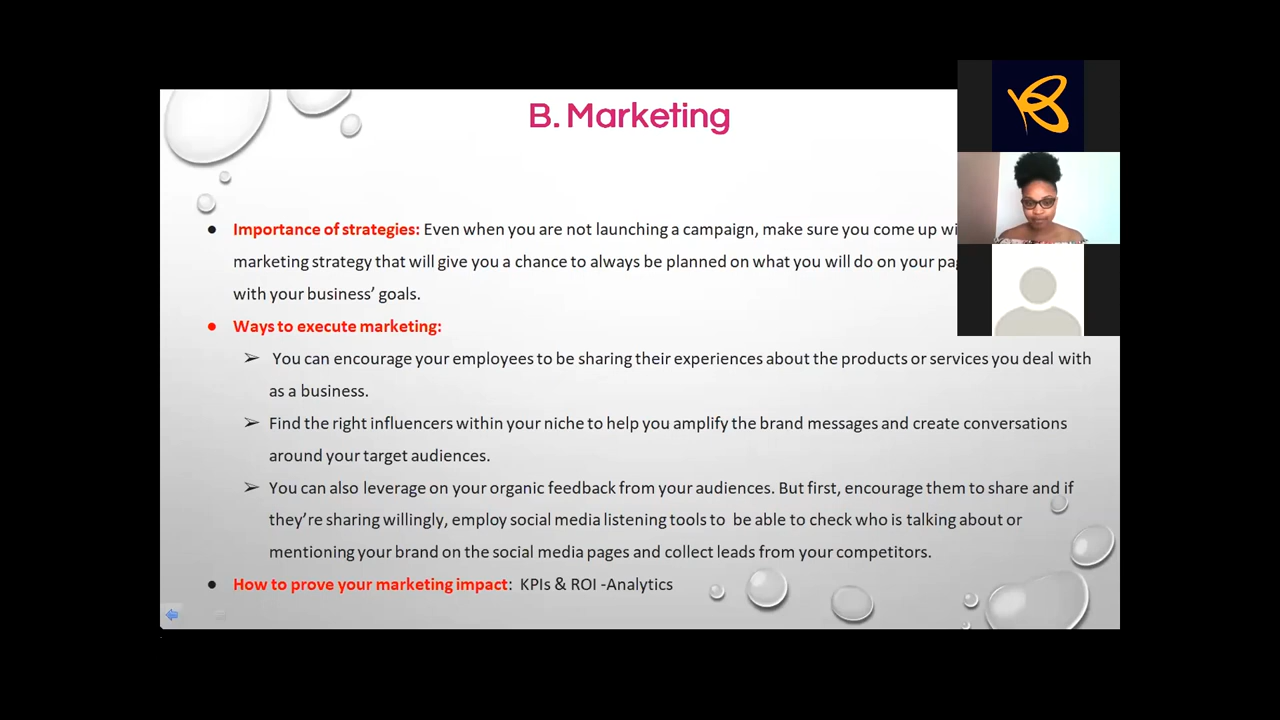 B. Marketing
● Importance of strategies: Even when you are not launching a campaign, make sure you come up
marketing strategy that will give you a chance to always be planned on what you will do on your
with your business’ goals.
● Ways to execute marketing:
➢ You can encourage your employees to be sharing their experiences about the products or services you deal with
as a business.
➢ Find the right influencers within your niche to help you amplify the brand messages and create conversations
around your target audiences.
➢ You can also leverage on your organic feedback from your audiences. But first, encourage them to share and if
they’re sharing willingly, employ social media listening tools to be able to check who is talking about or
mentioning your brand on the social media pages and collect leads from your competitors.
● How to prove your marketing impact: KPIs & ROI -Analytics